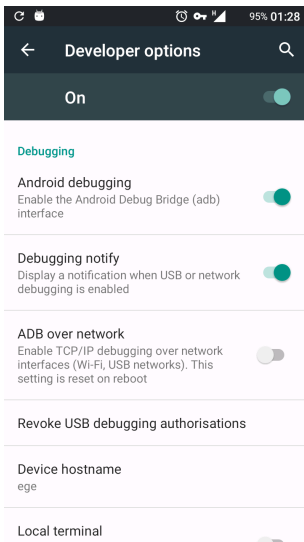 H 95% 01:28
Developer options
On
Debugging
Android debugging
Enable the Android Debug Bridge (adb)
interface
Debugging notify
Display a notification when USB or network
debugging is enabled
ADB over network
Enable TCP/IP debugging over network
interfaces (Wi-Fi, USB networks). This
setting is reset on reboot
Revoke USB debugging authorisations
Device hostname
ege
Local terminal